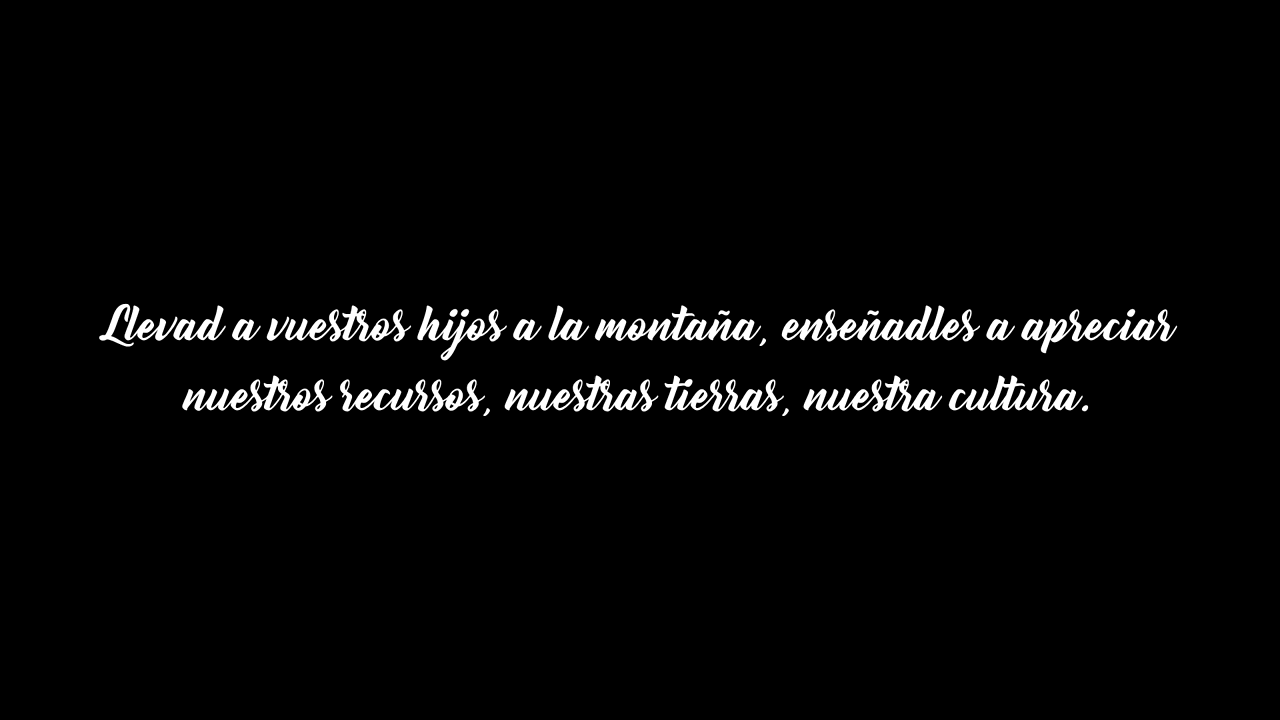 Llevad a vuestros hijos a la montaña, enseñadles a apreciar
nuestros recursos, nuestras tierras, nuestra cultura.